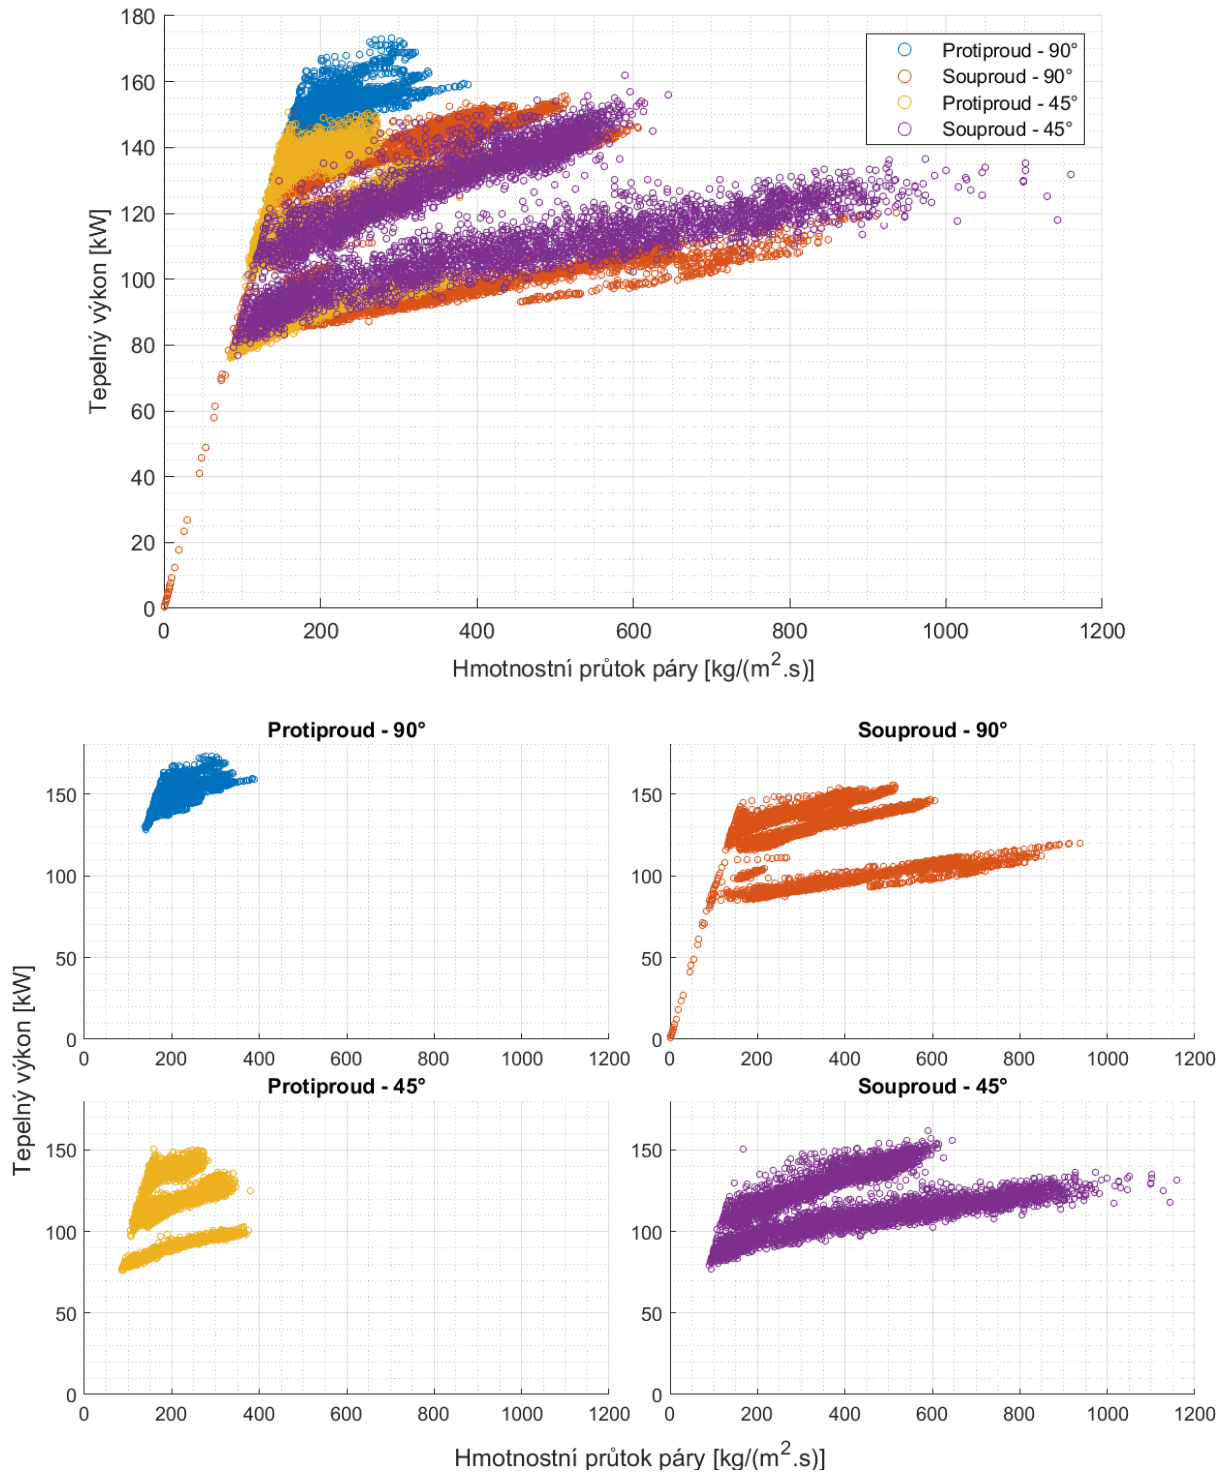 180
160
140
120
100
80
60
40
20
0
Tepelný výkon [kW]
Protiproud - 90°
Souproud - 90°
Protiproud - 45°
Souproud - 45°
0 200 400 600 800 1000 1200
Hmotnostní průtok páry [kg/(m².s)]
Protiproud - 90°
150
100
50
0
0 200 400 600 800 1000 1200
Souproud - 90°
150
100
50
0
0 200 400 600 800 1000 1200
Tepelný výkon [kW]
Protiproud - 45°
150
100
50
0
0 200 400 600 800 1000 1200
Souproud - 45°
150
100
50
0
0 200 400 600 800 1000 1200
Hmotnostní průtok páry [kg/(m².s)]